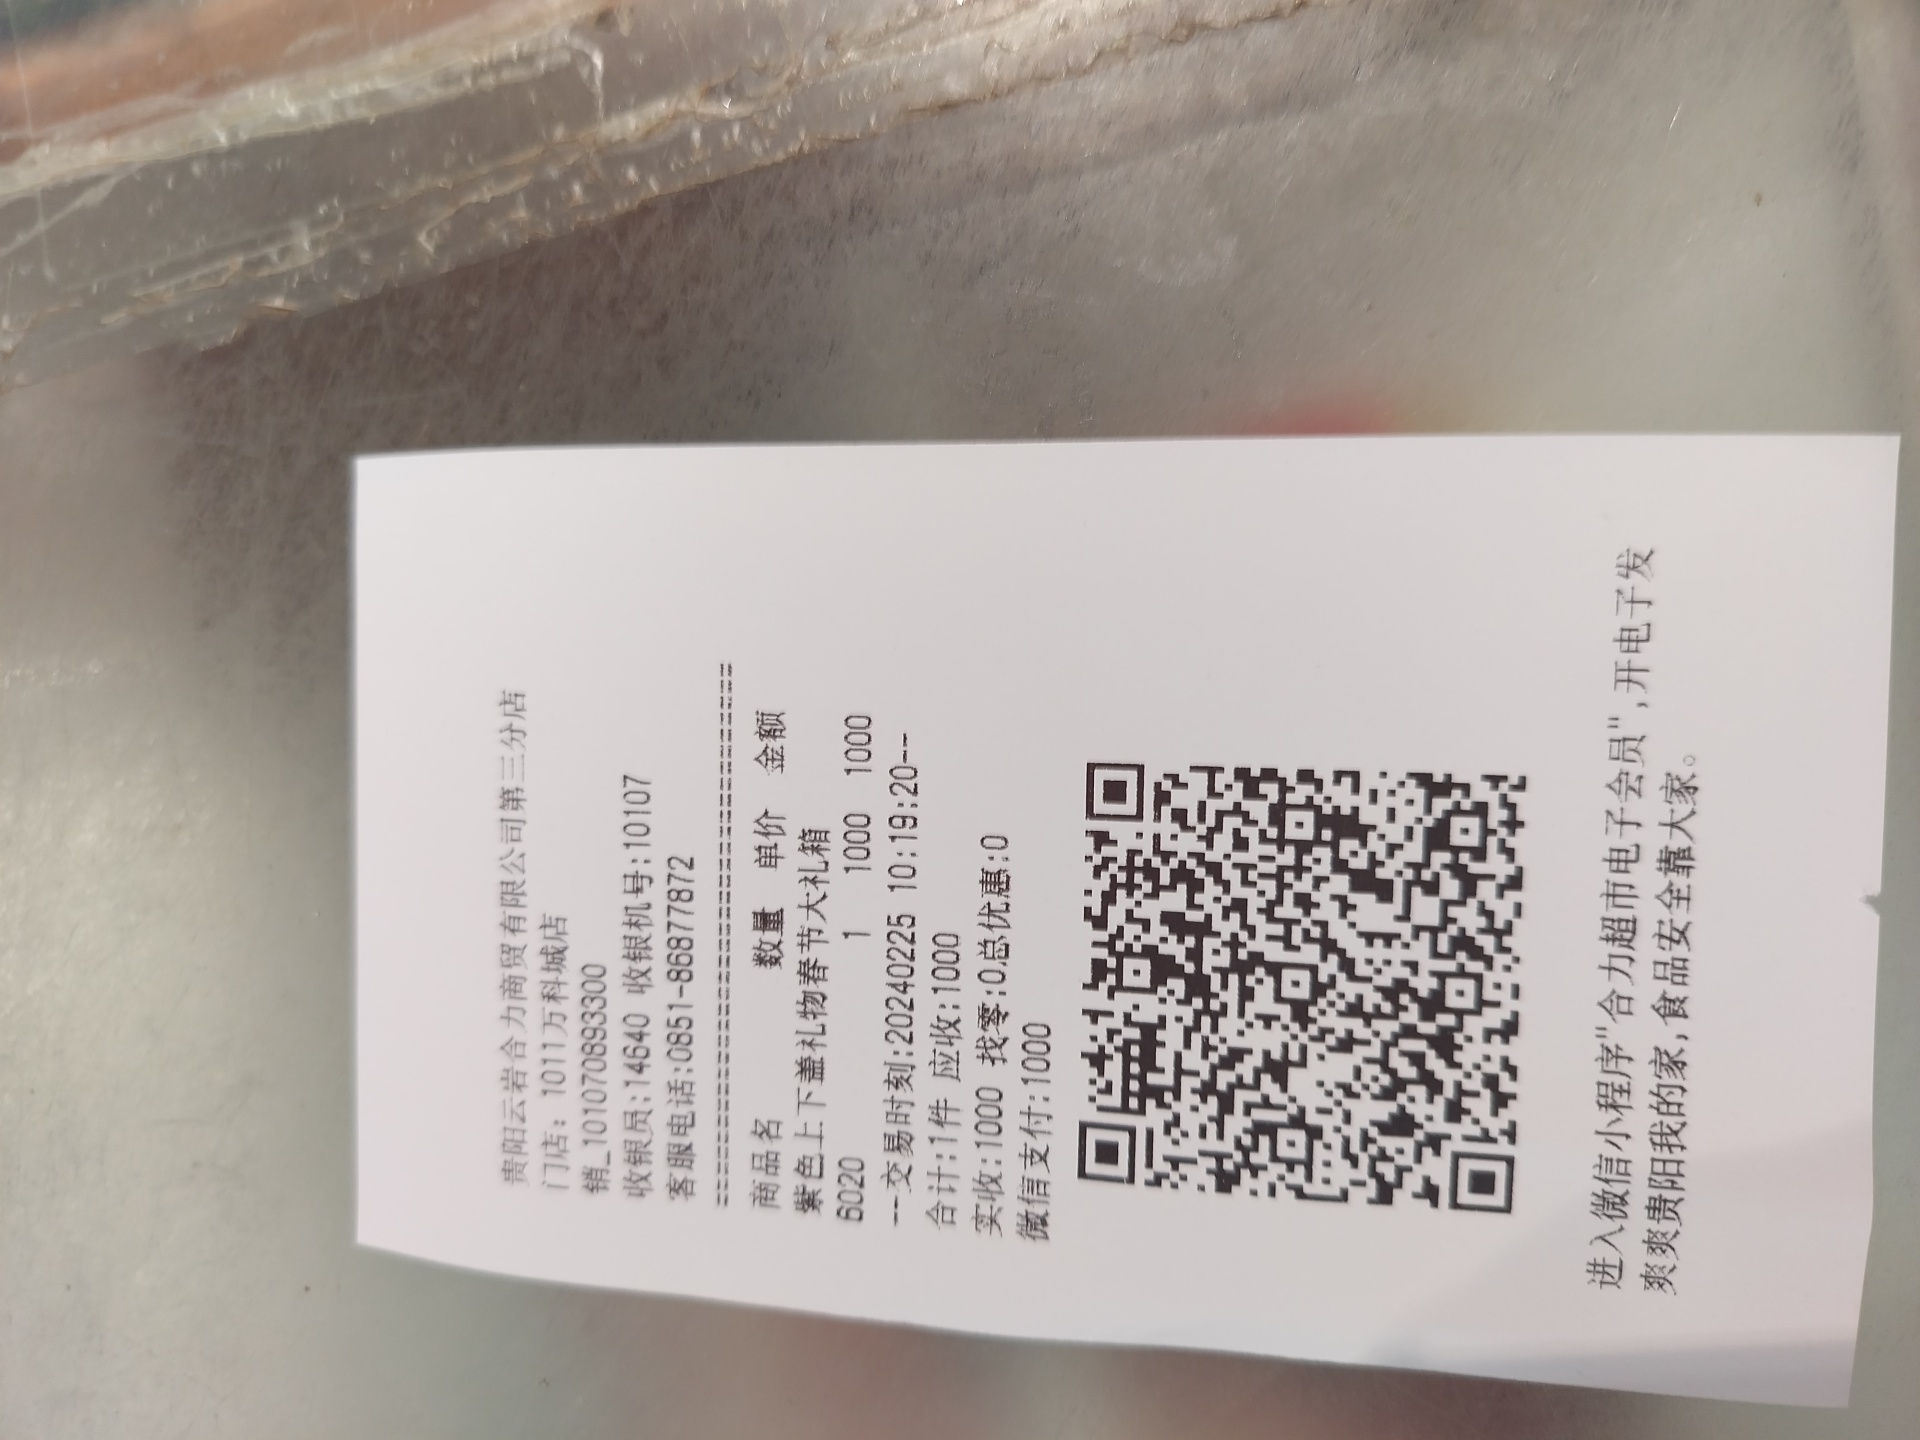 贵阳云岩合力商贸有限公司第三分店
门店: 1011万科城店
销_1010107089​3300
收银员:14640 收银机号:10107
客服电话:0851-86877872
商品名 数量 单价 金额
紫色上下盖礼物春节大礼箱
6020 1 1000 1000
--交易时刻:20240225 10:19:20--
合计:1件 应收:1000
实收:1000 找零:0总优惠:0
微信支付:1000
进入微信小程序"合力超市电子会员",开电子发
爽爽贵阳我的家,食品安全靠大家。